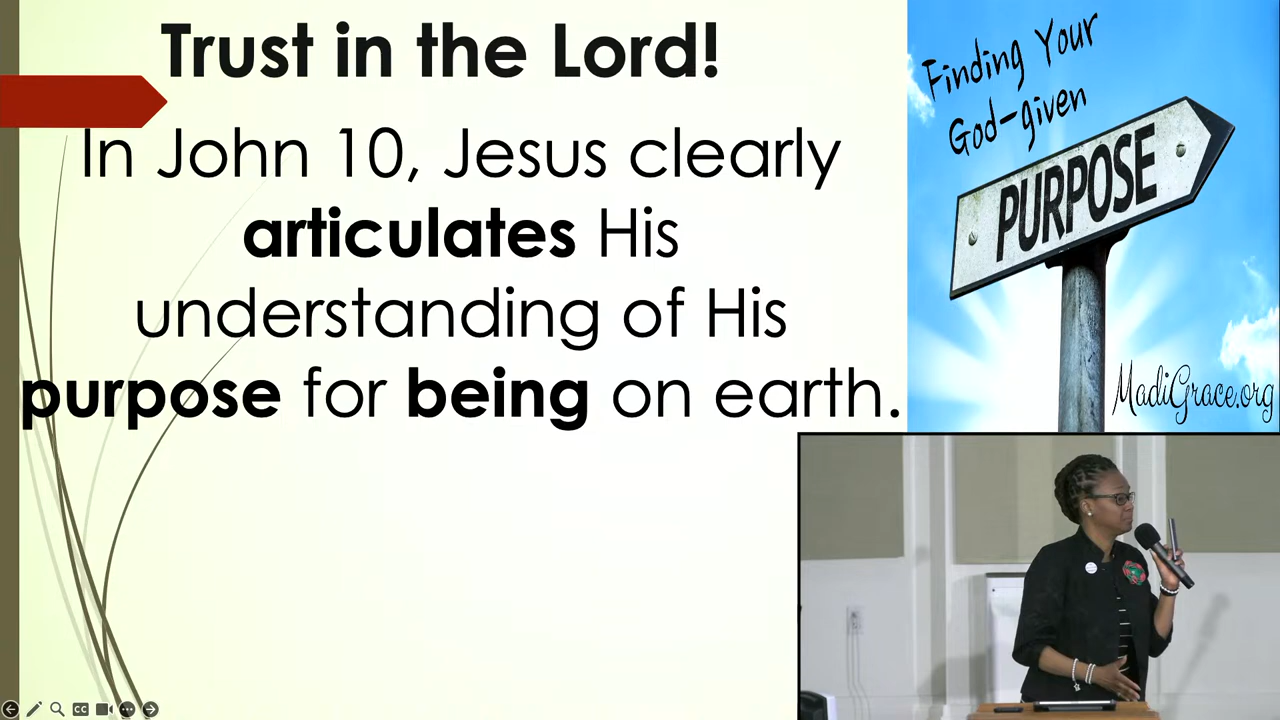 Trust in the Lord!
In John 10, Jesus clearly
articulates His
understanding of His
purpose for being on earth.
Finding Your
God-given
PURPOSE
MadiGrace.org
CC